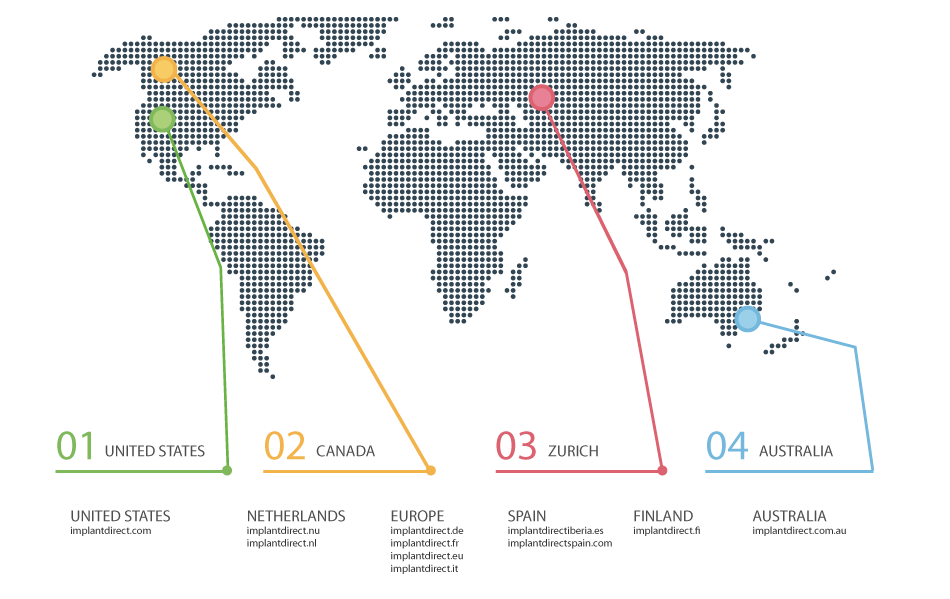 01 UNITED STATES
02 CANADA
03 ZURICH
04 AUSTRALIA
UNITED STATES
implantdirect.com
NETHERLANDS
implantdirect.nu
implantdirect.nl
EUROPE
implantdirect.de
implantdirect.fr
implantdirect.eu
implantdirect.it
SPAIN
implantdirectiberia.es
implantdirectspain.com
FINLAND
implantdirect.fi
AUSTRALIA
implantdirect.com.au